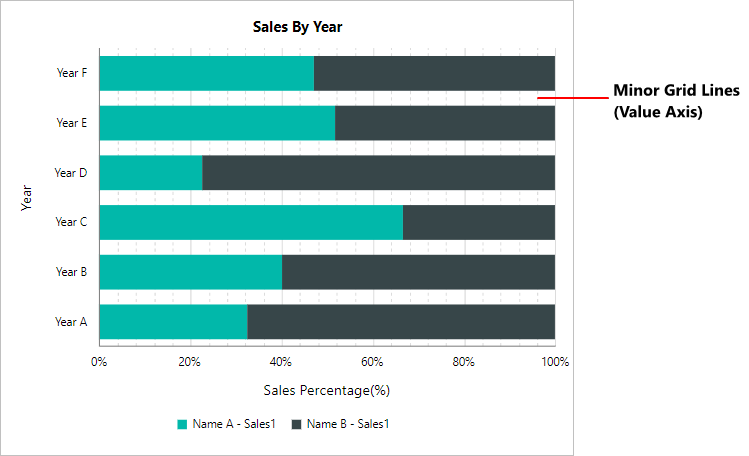 Sales By Year
Year F
Minor Grid Lines
(Value Axis)
Year E
Year D
Year
Year C
Year B
Year A
0%
20%
40%
60%
80%
100%
Sales Percentage(%)
Name A - Sales1
Name B - Sales1